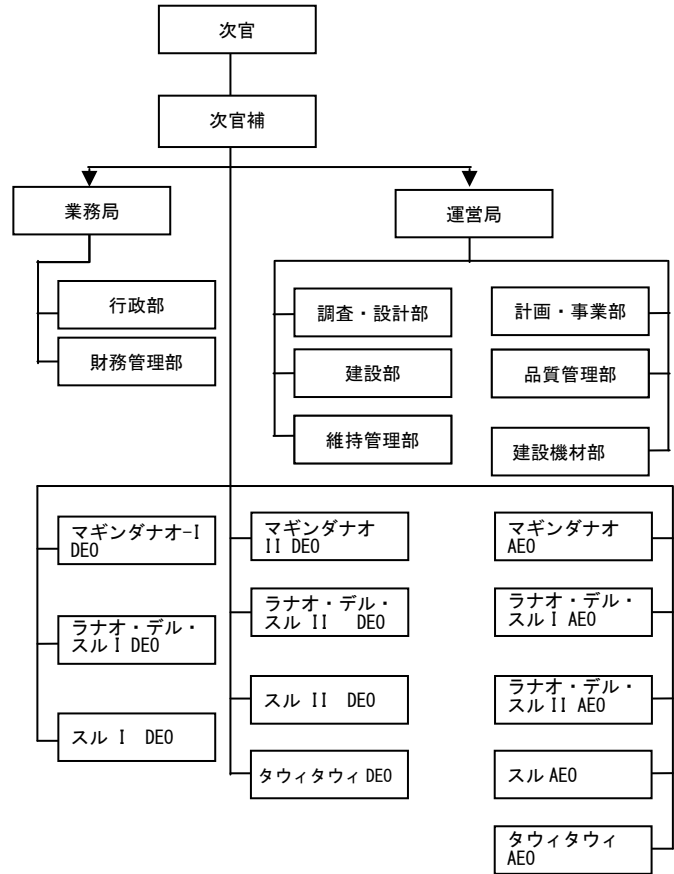 次官
次官補
業務局
運営局
行政部
財務管理部
調査・設計部
計画・事業部
建設部
品質管理部
維持管理部
建設機材部
マギンダナオ-I
DEO
マギンダナオ
II DEO
マギンダナオ
AEO
ラナオ・デル・
スル I DEO
ラナオ・デル・
スル II DEO
ラナオ・デル・
スル I AEO
スル I DEO
スル II DEO
ラナオ・デル・
スル II AEO
タウィタウィ DEO
スル AEO
タウィタウィ
AEO